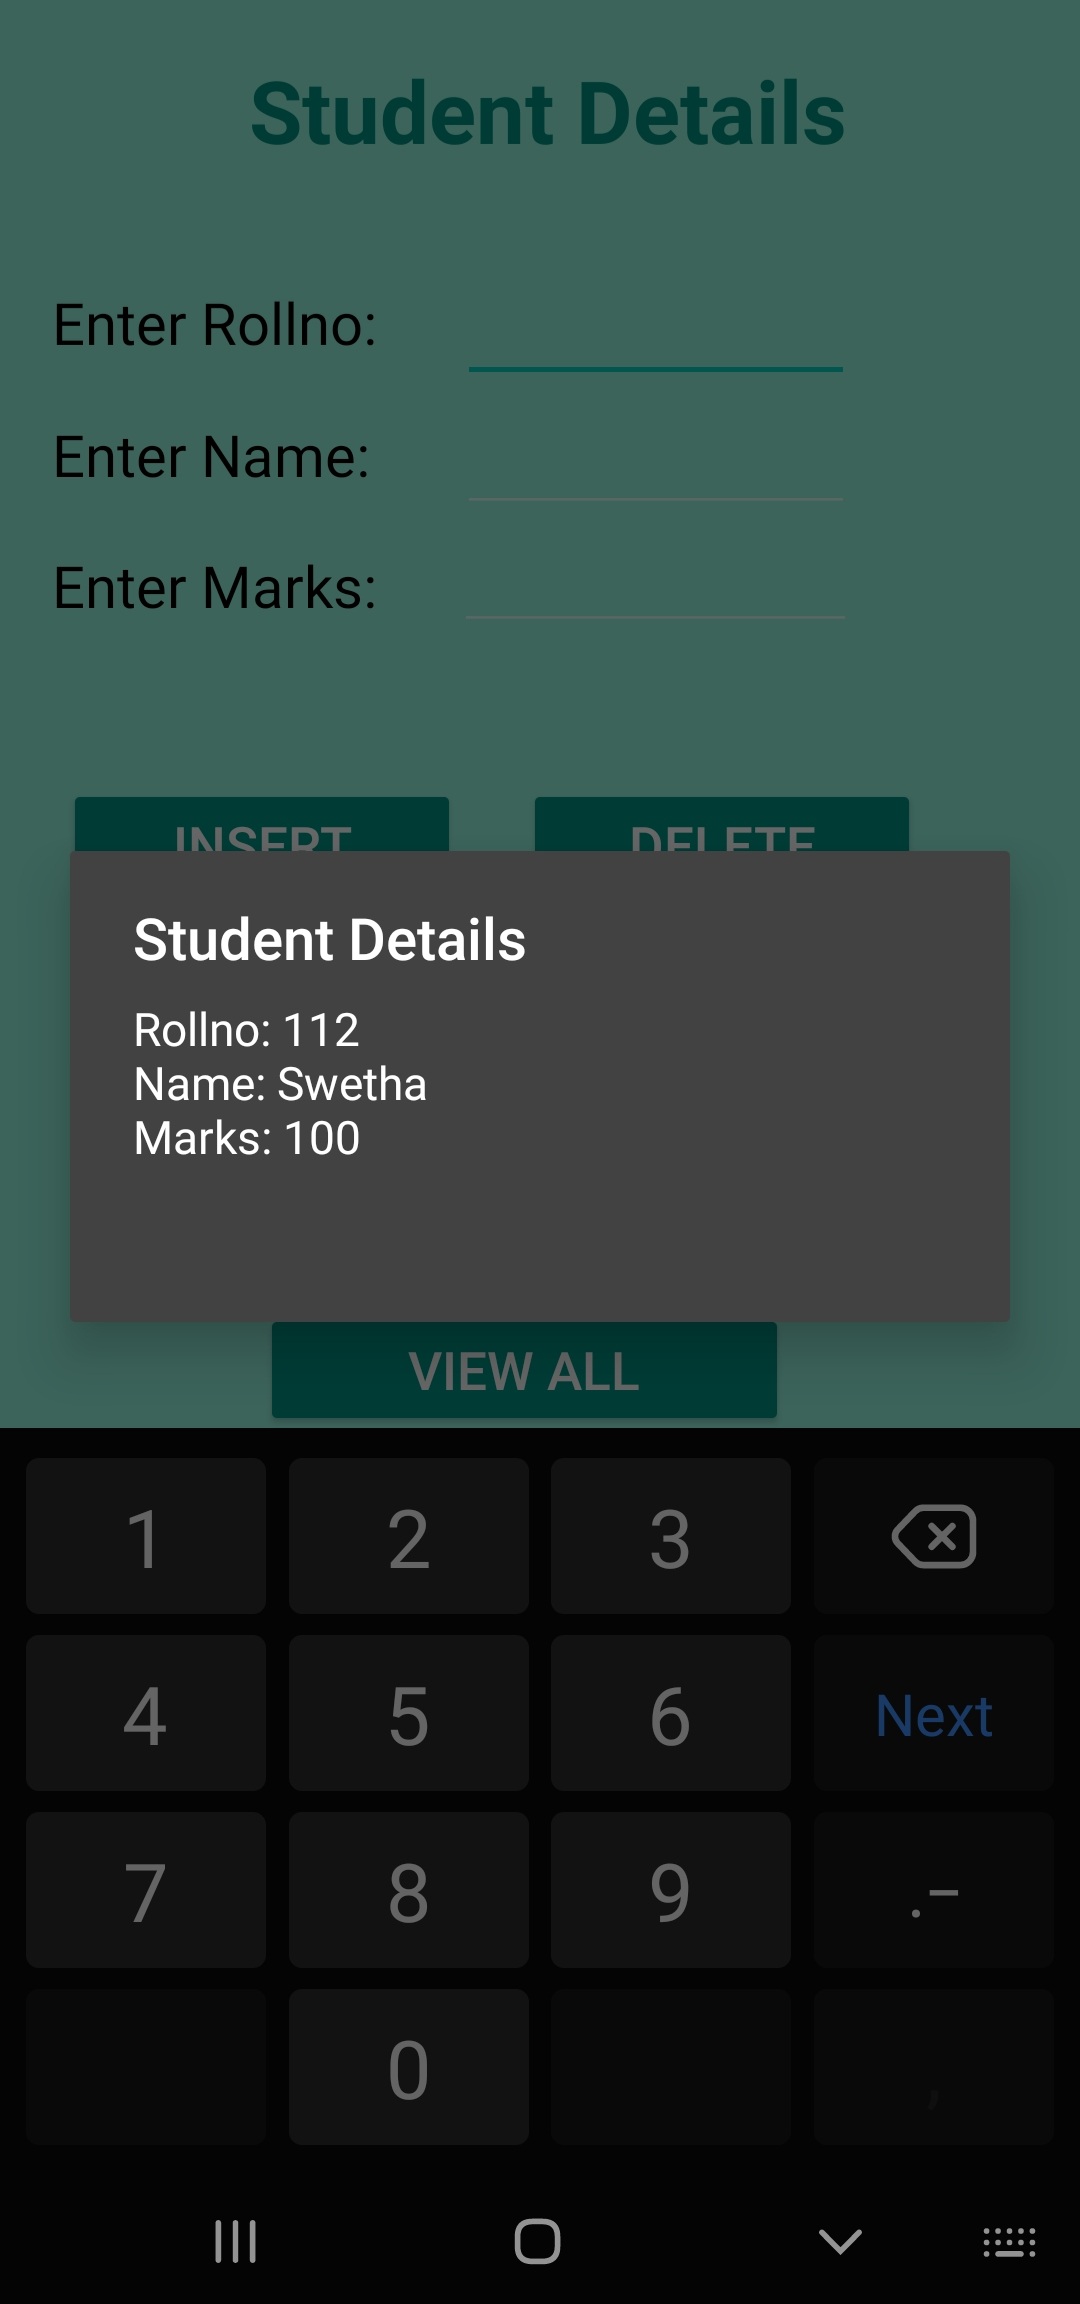 Student Details
Enter Rollno:
Enter Name:
Enter Marks:
INSERT DELETE
Student Details
Rollno: 112
Name: Swetha
Marks: 100
VIEW ALL
1 2 3
4 5 6 Next
7 8 9 .-
0 ,